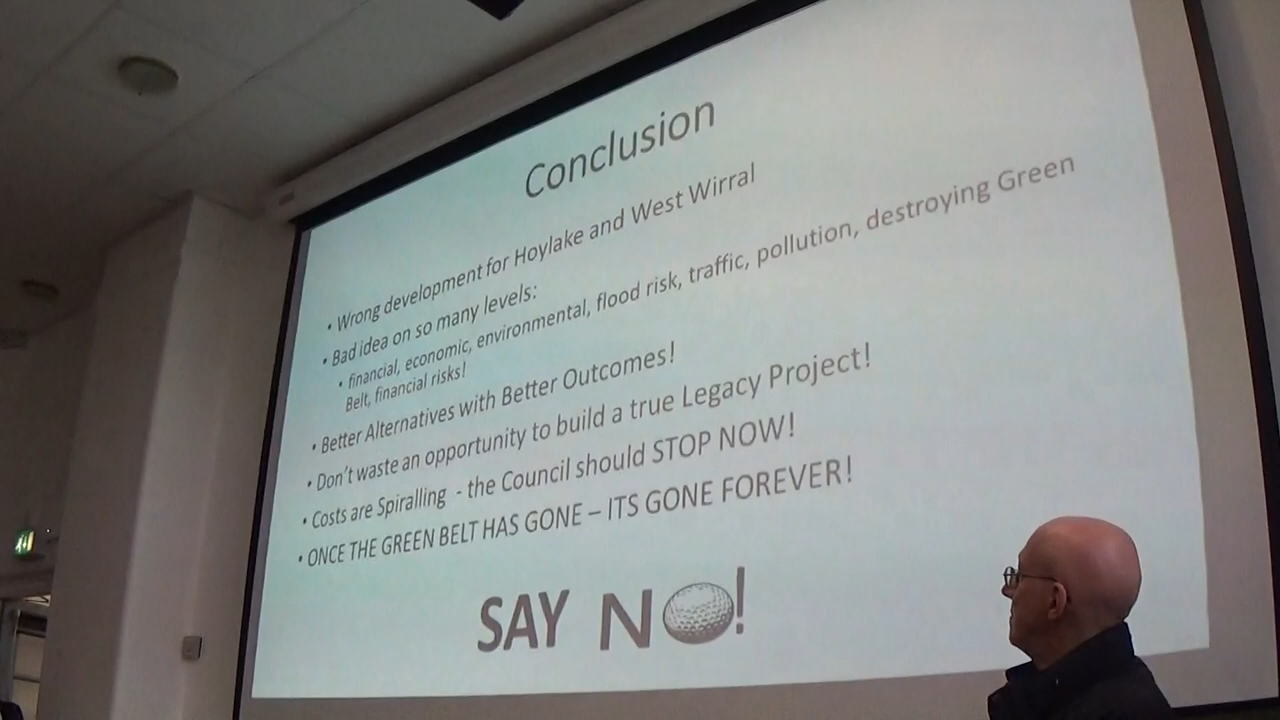 Conclusion
• Wrong development for Hoylake and West Wirral
• Bad idea on so many levels:
• financial, economic, environmental, flood risk, traffic, pollution, destroying Green
Belt, financial risks!
• Better Alternatives with Better Outcomes!
• Don't waste an opportunity to build a true Legacy Project!
• Costs are Spiralling - the Council should STOP NOW!
• ONCE THE GREEN BELT HAS GONE – ITS GONE FOREVER!
SAY NO!